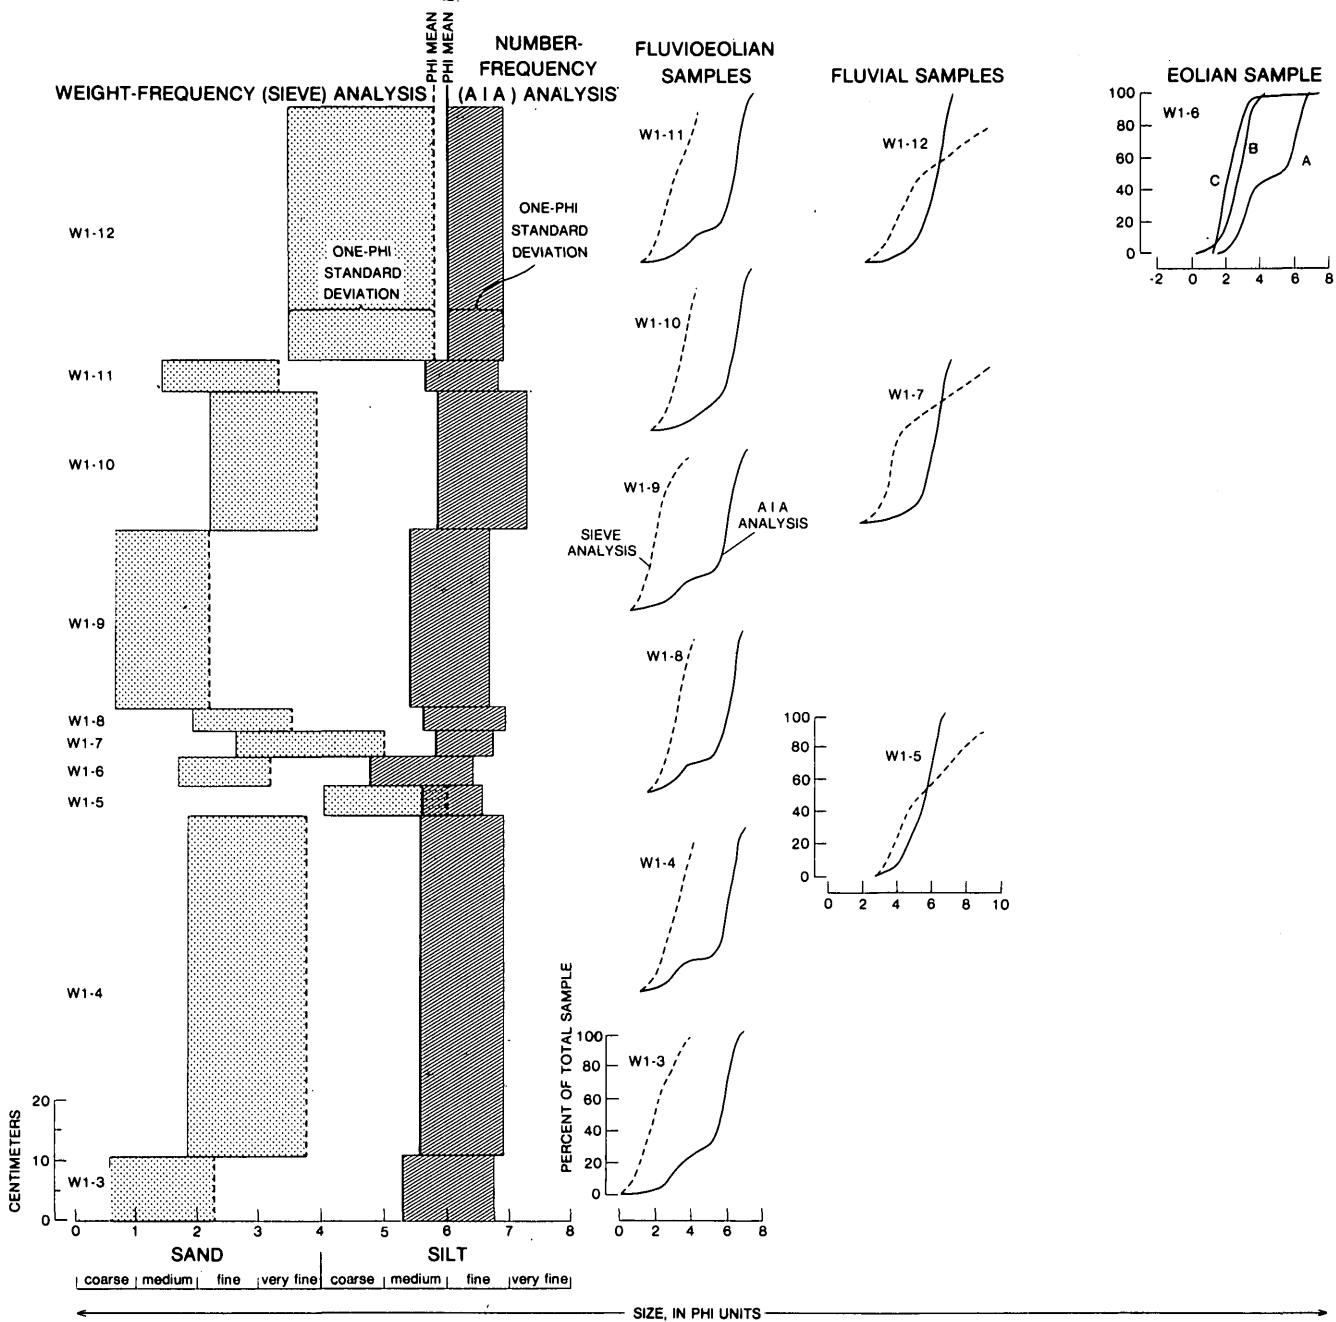 WEIGHT-FREQUENCY (SIEVE) ANALYSIS
PHI MEAN
PHI MEAN
NUMBER-
FREQUENCY
(A I A) ANALYSIS
FLUVIOEOLIAN
SAMPLES
FLUVIAL SAMPLES
EOLIAN SAMPLE
W1-12
W1-11
W1-10
W1-9
W1-8
W1-7
W1-6
W1-5
W1-4
W1-3
ONE-PHI
STANDARD
DEVIATION
ONE-PHI
STANDARD
DEVIATION
CENTIMETERS
20
10
0
0 1 2 3 4 5 6 7 8
SAND SILT
coarse medium fine very fine coarse medium fine very fine
W1-11
W1-10
W1-9
SIEVE
ANALYSIS
A I A
ANALYSIS
W1-8
W1-4
W1-3
PERCENT OF TOTAL SAMPLE
100
80
60
40
20
0
0 2 4 6 8
W1-12
W1-7
W1-5
100
80
60
40
20
0
0 2 4 6 8 10
W1-6
A
B
C
100
80
60
40
20
0
-2 0 2 4 6 8
SIZE, IN PHI UNITS